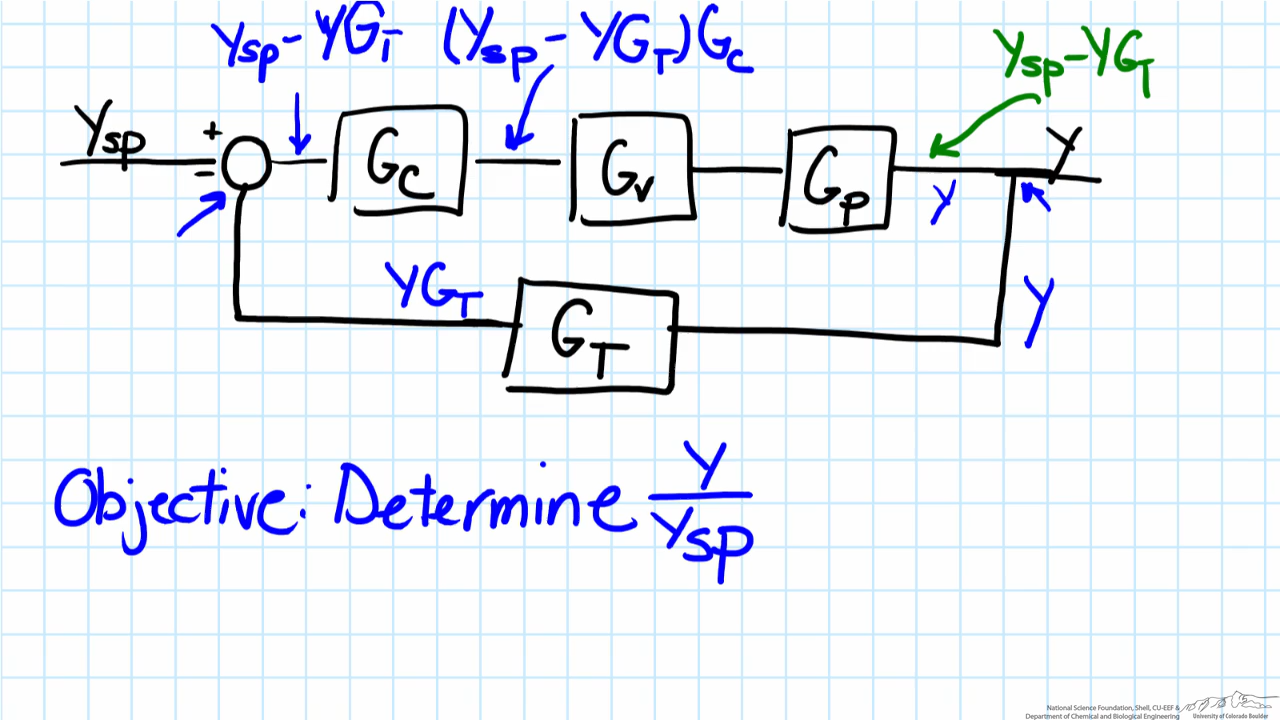 Ysp - YGT (Ysp - YGT)Gc
Ysp - YGT
Ysp + - Gc Gv Gp Y
Y
YGT GT Y
Objective: Determine Y
Ysp
National Science Foundation, Shell, CU-EEF &
Department of Chemical and Biological Engineering
University of Colorado Boulder